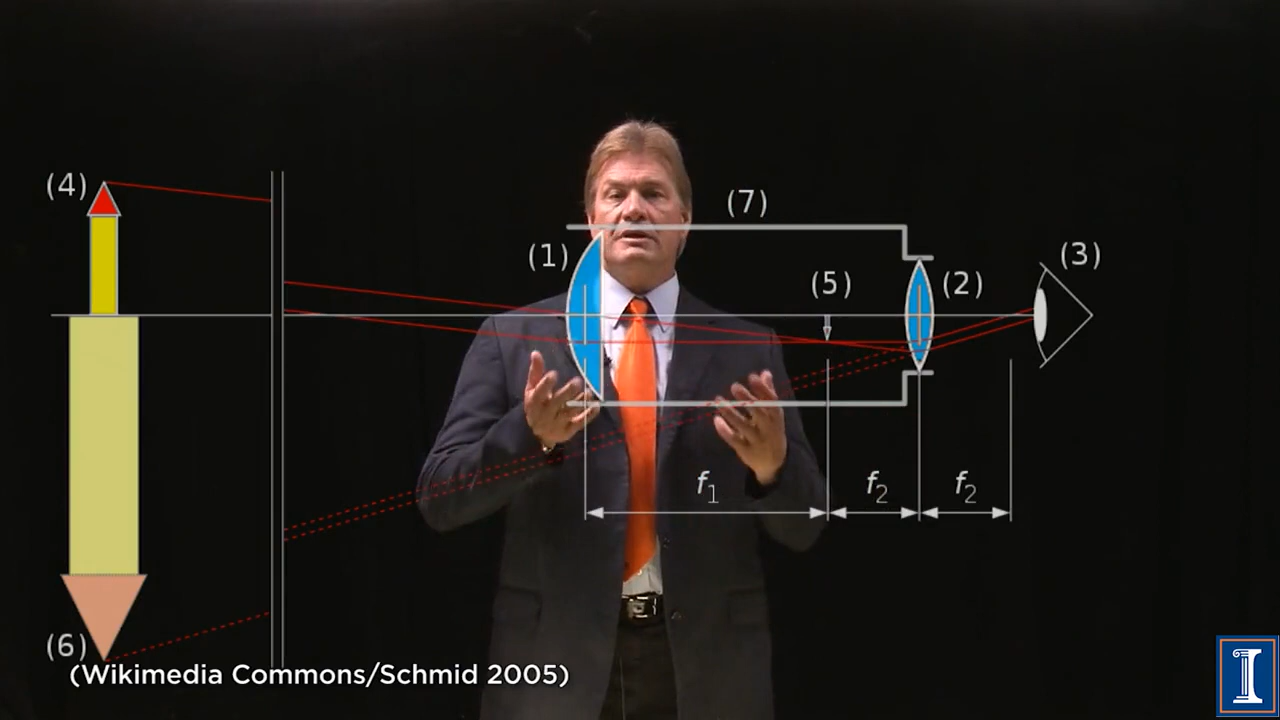 (4)
(7)
(1)
(5)
(2)
(3)
f1
f2
f2
(6)
(Wikimedia Commons/Schmid 2005)
I